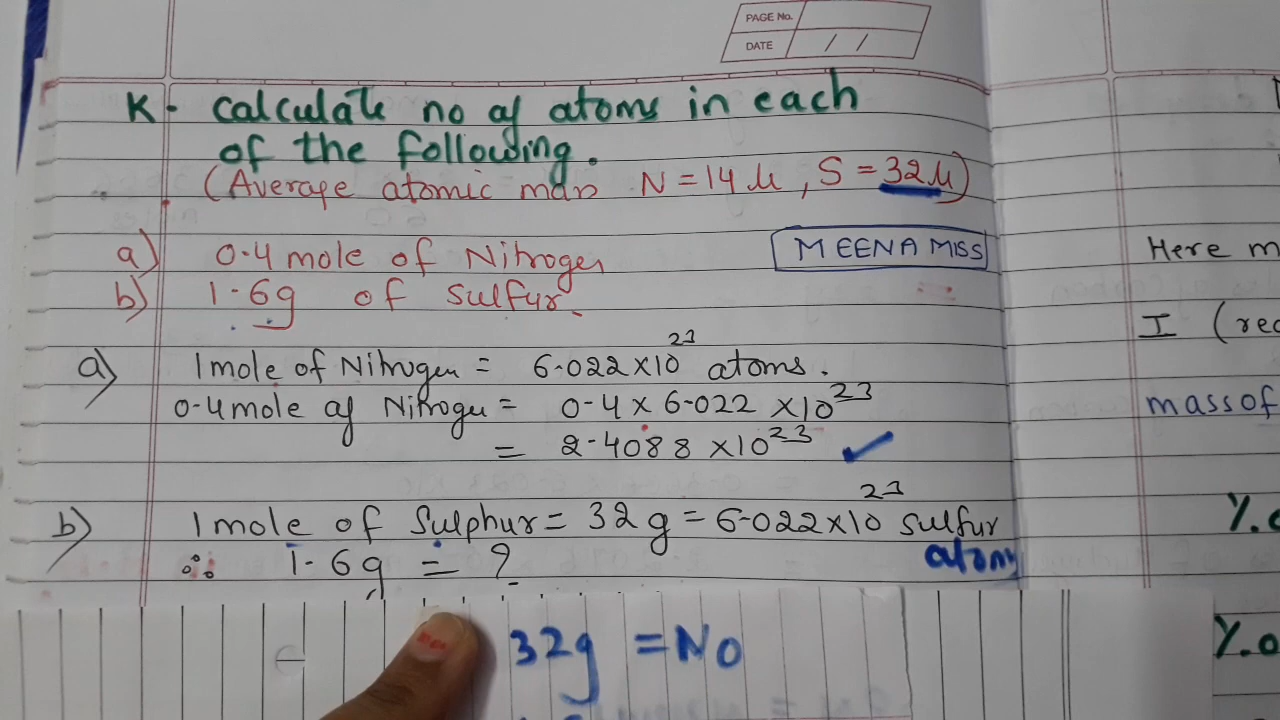 PAGE No.
DATE / /
K- Calculate no of atoms in each
of the following.
(Average atomic mass N = 14 u, S = 32u)
a) 0.4 mole of Nitrogen
MEENA MISS
b) 1.6g of Sulfur.
a) 1 mole of Nitrogen = 6.022 x 10^23 atoms.
0.4 mole of Nitrogen = 0.4 x 6.022 x 10^23
= 2.4088 x 10^23 ✓
b) 1 mole of Sulphur = 32 g = 6.022 x 10^23 sulfur
atoms
∴ 1.6g = ?
32g = No
Here m
I (rec
mass of
%.
%.